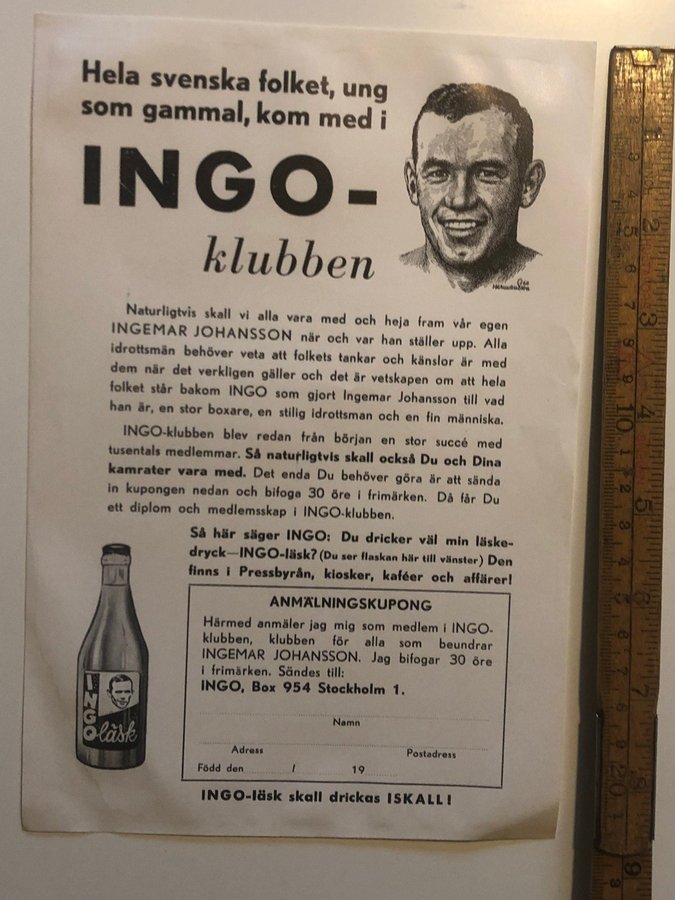 Hela svenska folket, ung
som gammal, kom med i
INGO-
klubben
Naturligtvis skall vi alla vara med och heja fram vår egen
INGEMAR JOHANSSON när och var han ställer upp. Alla
idrottsmän behöver veta att folkets tankar och känslor är med
dem när det verkligen gäller och det är vetskapen om att hela
folket står bakom INGO som gjort Ingemar Johansson till vad
han är, en stor boxare, en stilig idrottsman och en fin människa.
INGO-klubben blev redan från början en stor succé med
tusentals medlemmar. Så naturligtvis skall också Du och Dina
kamrater vara med. Det enda Du behöver göra är att sända
in kupongen nedan och bifoga 30 öre i frimärken. Då får Du
ett diplom och medlemsskap i INGO-klubben.
Så här säger INGO: Du dricker väl min läske-
dryck—INGO-läsk? (Du ser flaskan här till vänster) Den
finns i Pressbyrån, kiosker, kaféer och affärer!
INGO
läsk
ANMÄLNINGSKUPONG
Härmed anmäler jag mig som medlem i INGO-
klubben, klubben för alla som beundrar
INGEMAR JOHANSSON. Jag bifogar 30 öre
i frimärken. Sändes till:
INGO, Box 954 Stockholm 1.
Namn
Adress Postadress
Född den / 19
INGO-läsk skall drickas ISKALL!